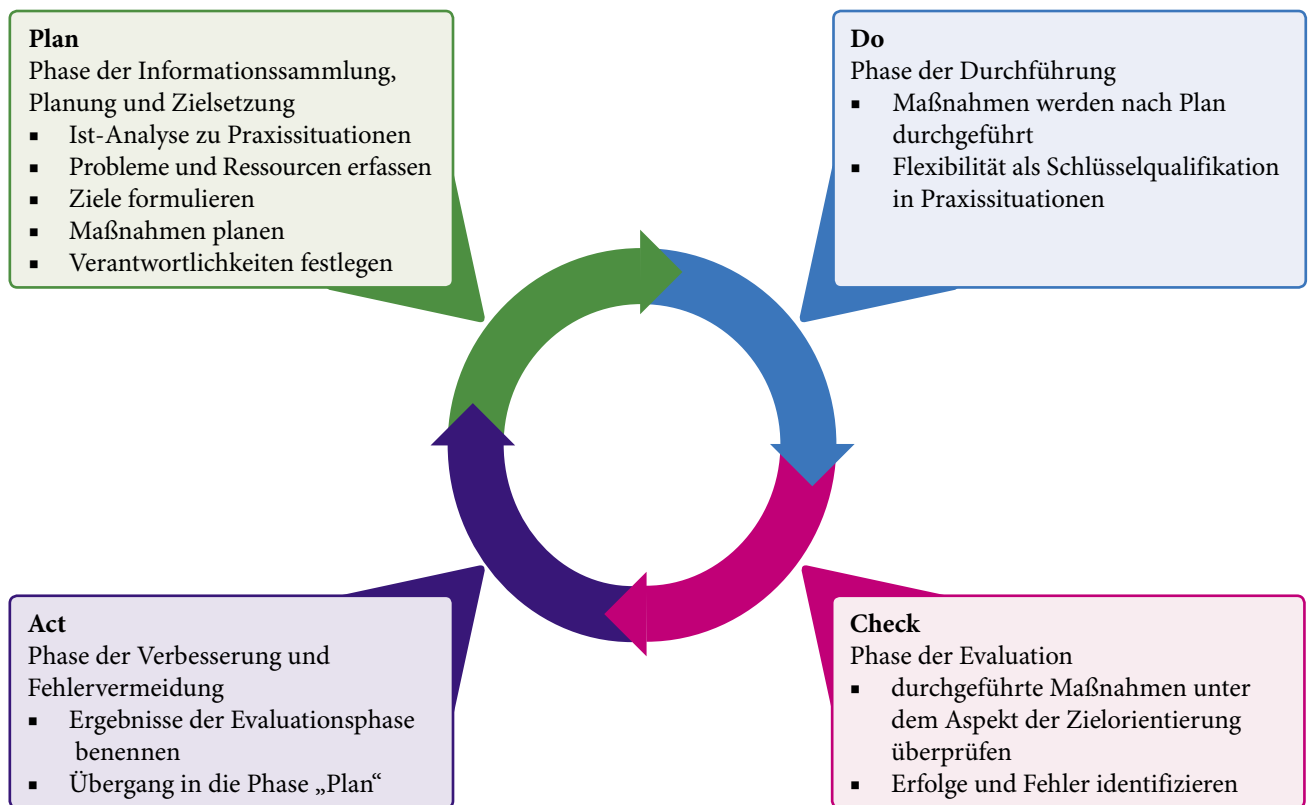 Plan
Phase der Informationssammlung,
Planung und Zielsetzung
▪ Ist-Analyse zu Praxissituationen
▪ Probleme und Ressourcen erfassen
▪ Ziele formulieren
▪ Maßnahmen planen
▪ Verantwortlichkeiten festlegen
Do
Phase der Durchführung
▪ Maßnahmen werden nach Plan
durchgeführt
▪ Flexibilität als Schlüsselqualifikation
in Praxissituationen
Act
Phase der Verbesserung und
Fehlervermeidung
▪ Ergebnisse der Evaluationsphase
benennen
▪ Übergang in die Phase „Plan“
Check
Phase der Evaluation
▪ durchgeführte Maßnahmen unter
dem Aspekt der Zielorientierung
überprüfen
▪ Erfolge und Fehler identifizieren